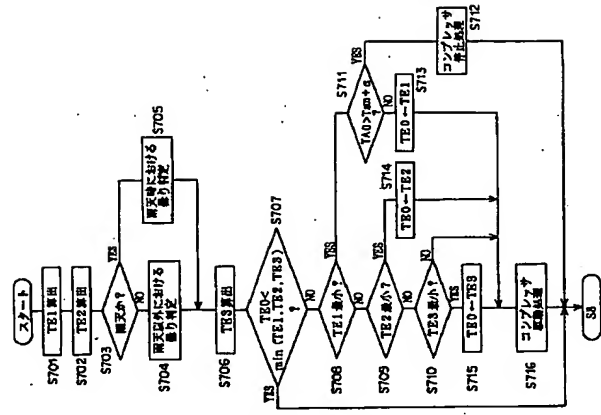 スタート
S701
TE1算出
S702
TE2算出
S703
雨天か?
YES
NO
S704
雨天以外における
曇り判定
雨天時における
曇り判定
S705
S706
TE3算出
S707
TE0<
min(TE1,TE2,TE3)
?
YES
NO
S708
TE1最小?
YES
NO
S711
?
YES
NO
コンプレッサ
停止処理
S712
S713
TE0←TE1
S709
TE2最小?
YES
NO
S714
TE0←TE2
S710
TE3最小?
NO
YES
S715
TE0←TE3
S716
コンプレッサ
S8